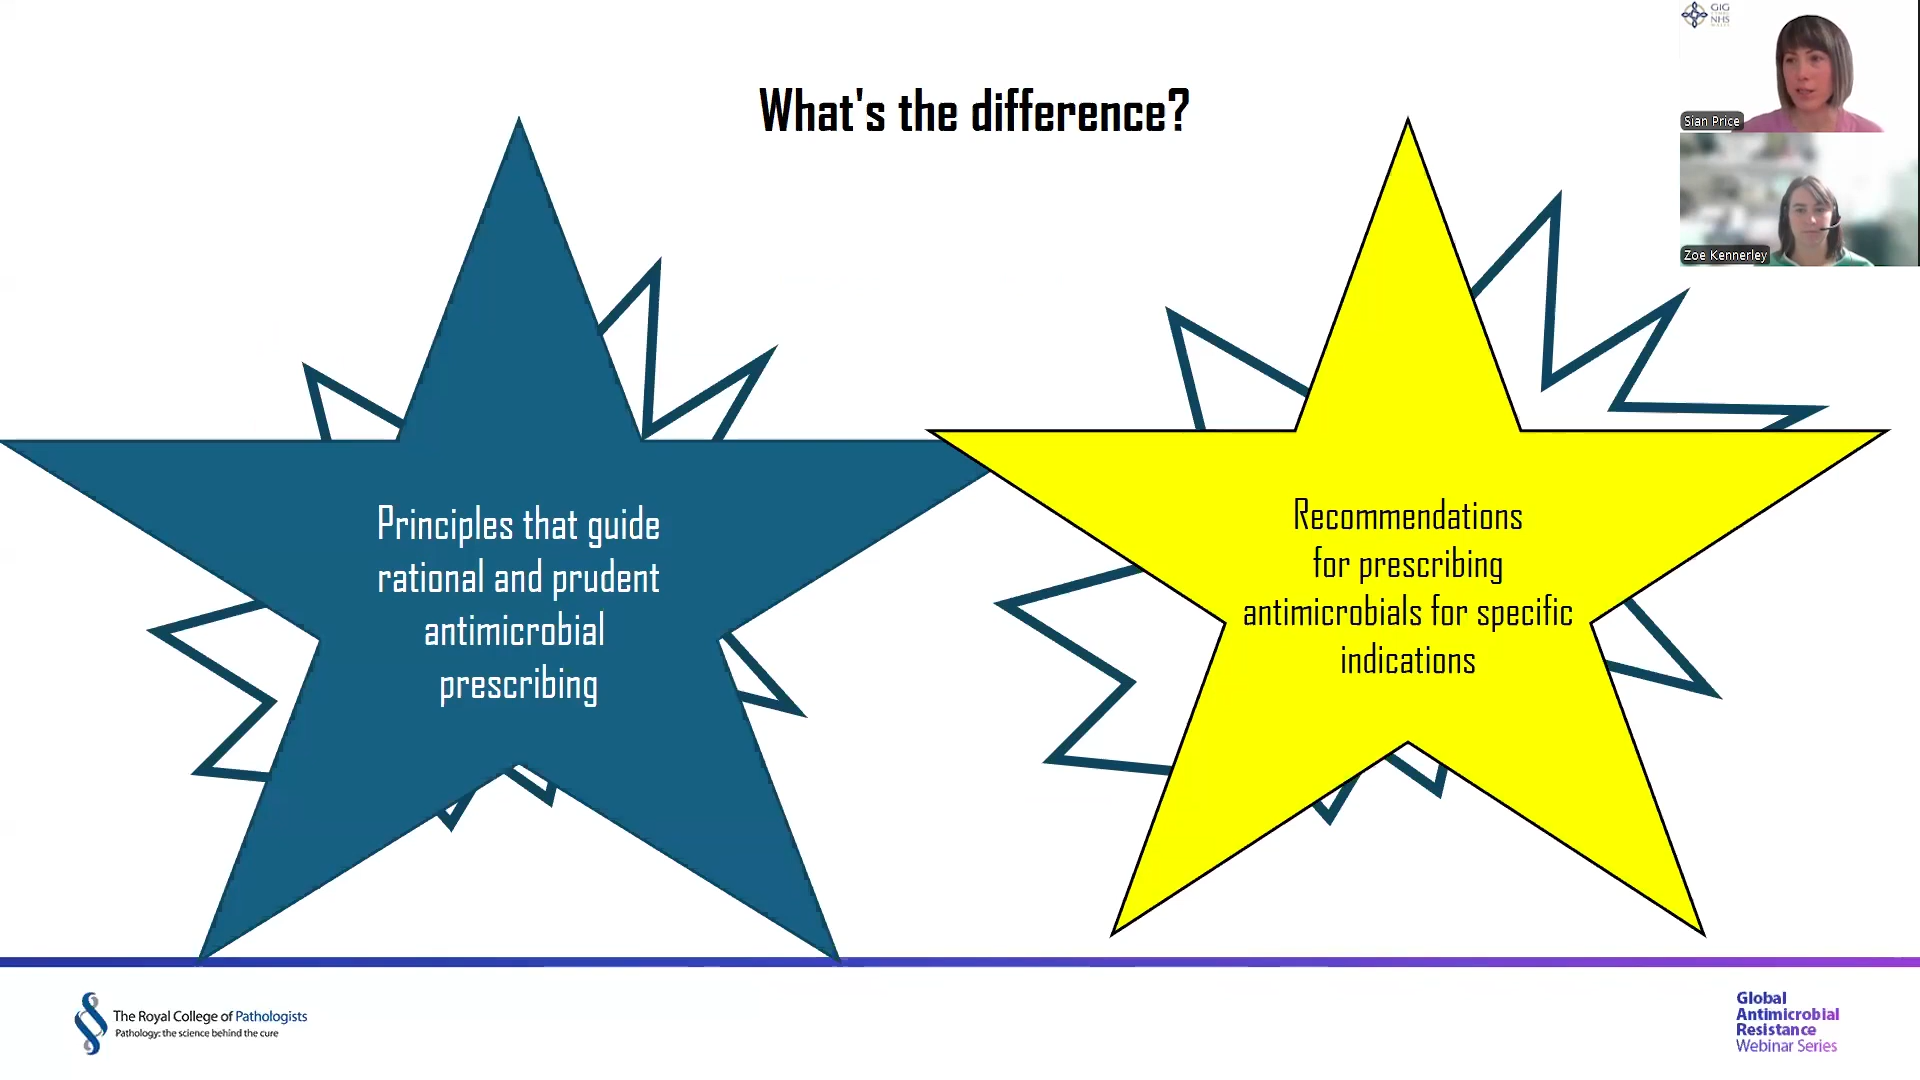 What's the difference?
Principles that guide
rational and prudent
antimicrobial
prescribing
Recommendations
for prescribing
antimicrobials for specific
indications
GIG
NHS
Sian Price
Zoe Kennerley
The Royal College of Pathologists
Pathology: the science behind the cure
Global
Antimicrobial
Resistance
Webinar Series